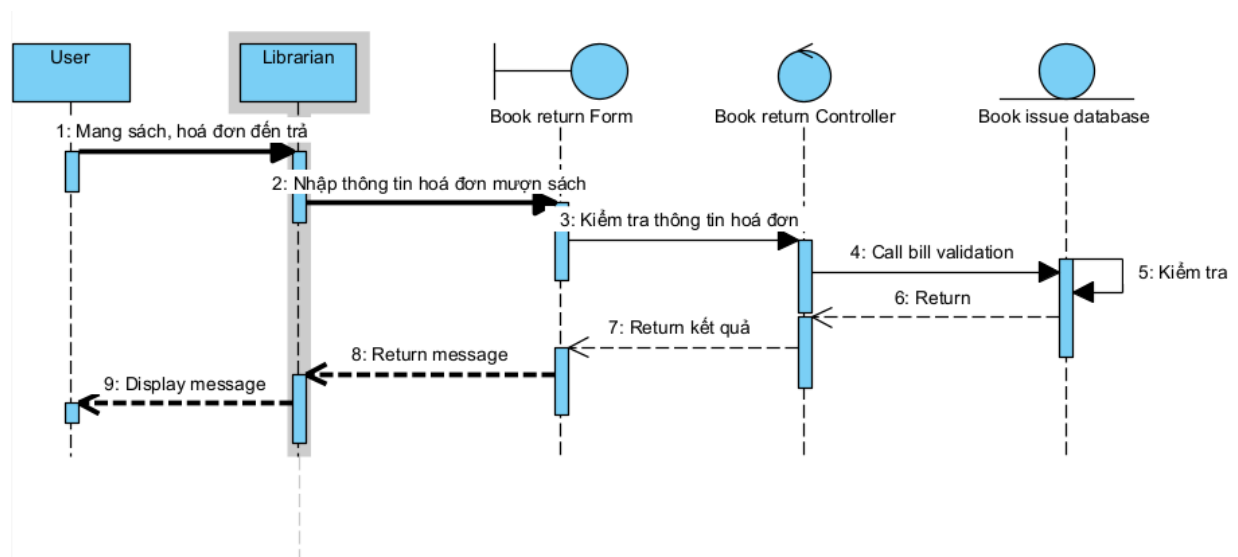 User
Librarian
Book return Form
Book return Controller
Book issue database
1: Mang sách, hoá đơn đến trả
2: Nhập thông tin hoá đơn mượn sách
3: Kiểm tra thông tin hoá đơn
4: Call bill validation
5: Kiểm tra
6: Return
7: Return kết quả
8: Return message
9: Display message